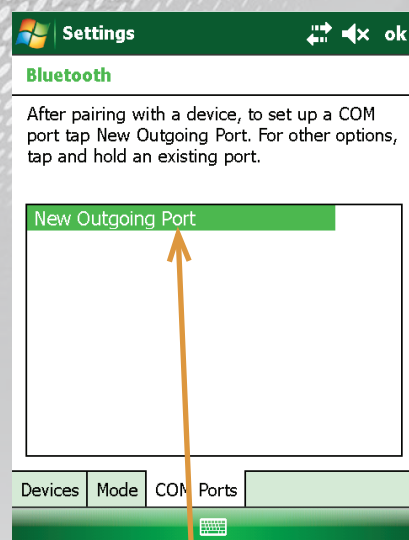 Settings
ok
Bluetooth
After pairing with a device, to set up a COM
port tap New Outgoing Port. For other options,
tap and hold an existing port.
New Outgoing Port
Devices Mode COM Ports